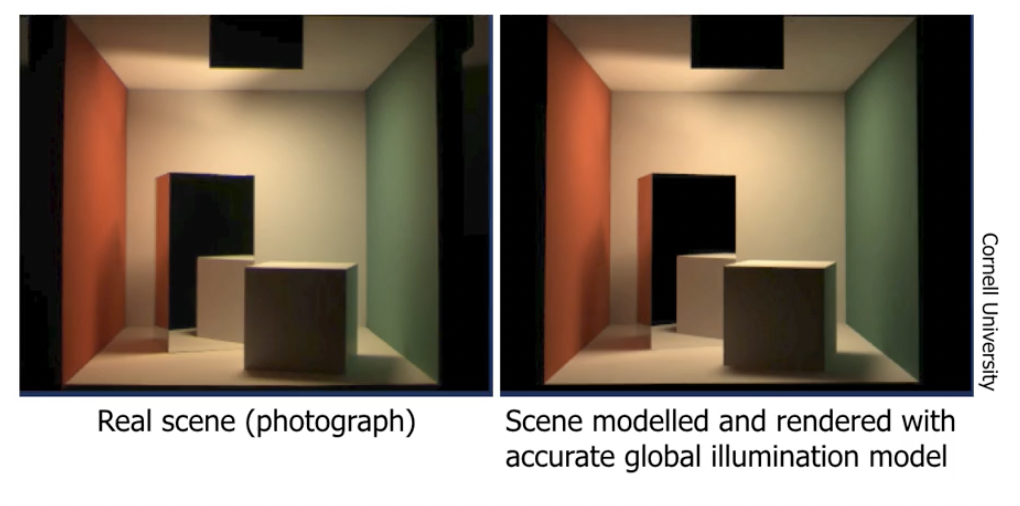 Real scene (photograph)
Scene modelled and rendered with
accurate global illumination model
Cornell University